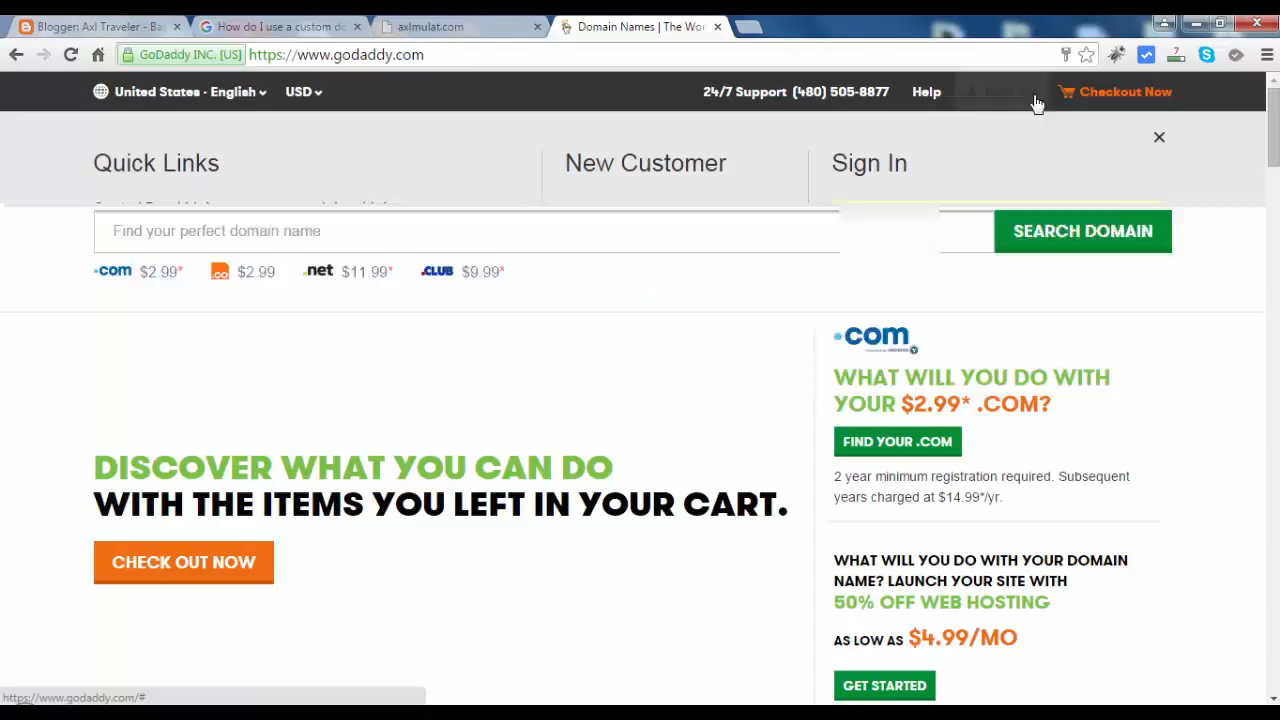 Blogger: Axl Traveler - Ba
How do I use a custom d
axlmulat.com
Domain Names | The Wor
GoDaddy INC. [US]
https://www.godaddy.com
7
United States - English
USD
24/7 Support (480) 505-8877
Help
Checkout Now
Quick Links
New Customer
Sign In
Find your perfect domain name
SEARCH DOMAIN
.com $2.99*
.co $2.99
.net $11.99*
.CLUB $9.99*
.com
WHAT WILL YOU DO WITH
YOUR $2.99* .COM?
FIND YOUR .COM
2 year minimum registration required. Subsequent
years charged at $14.99*/yr.
DISCOVER WHAT YOU CAN DO
WITH THE ITEMS YOU LEFT IN YOUR CART.
CHECK OUT NOW
WHAT WILL YOU DO WITH YOUR DOMAIN
NAME? LAUNCH YOUR SITE WITH
50% OFF WEB HOSTING
AS LOW AS $4.99/MO
GET STARTED
https://www.godaddy.com/#